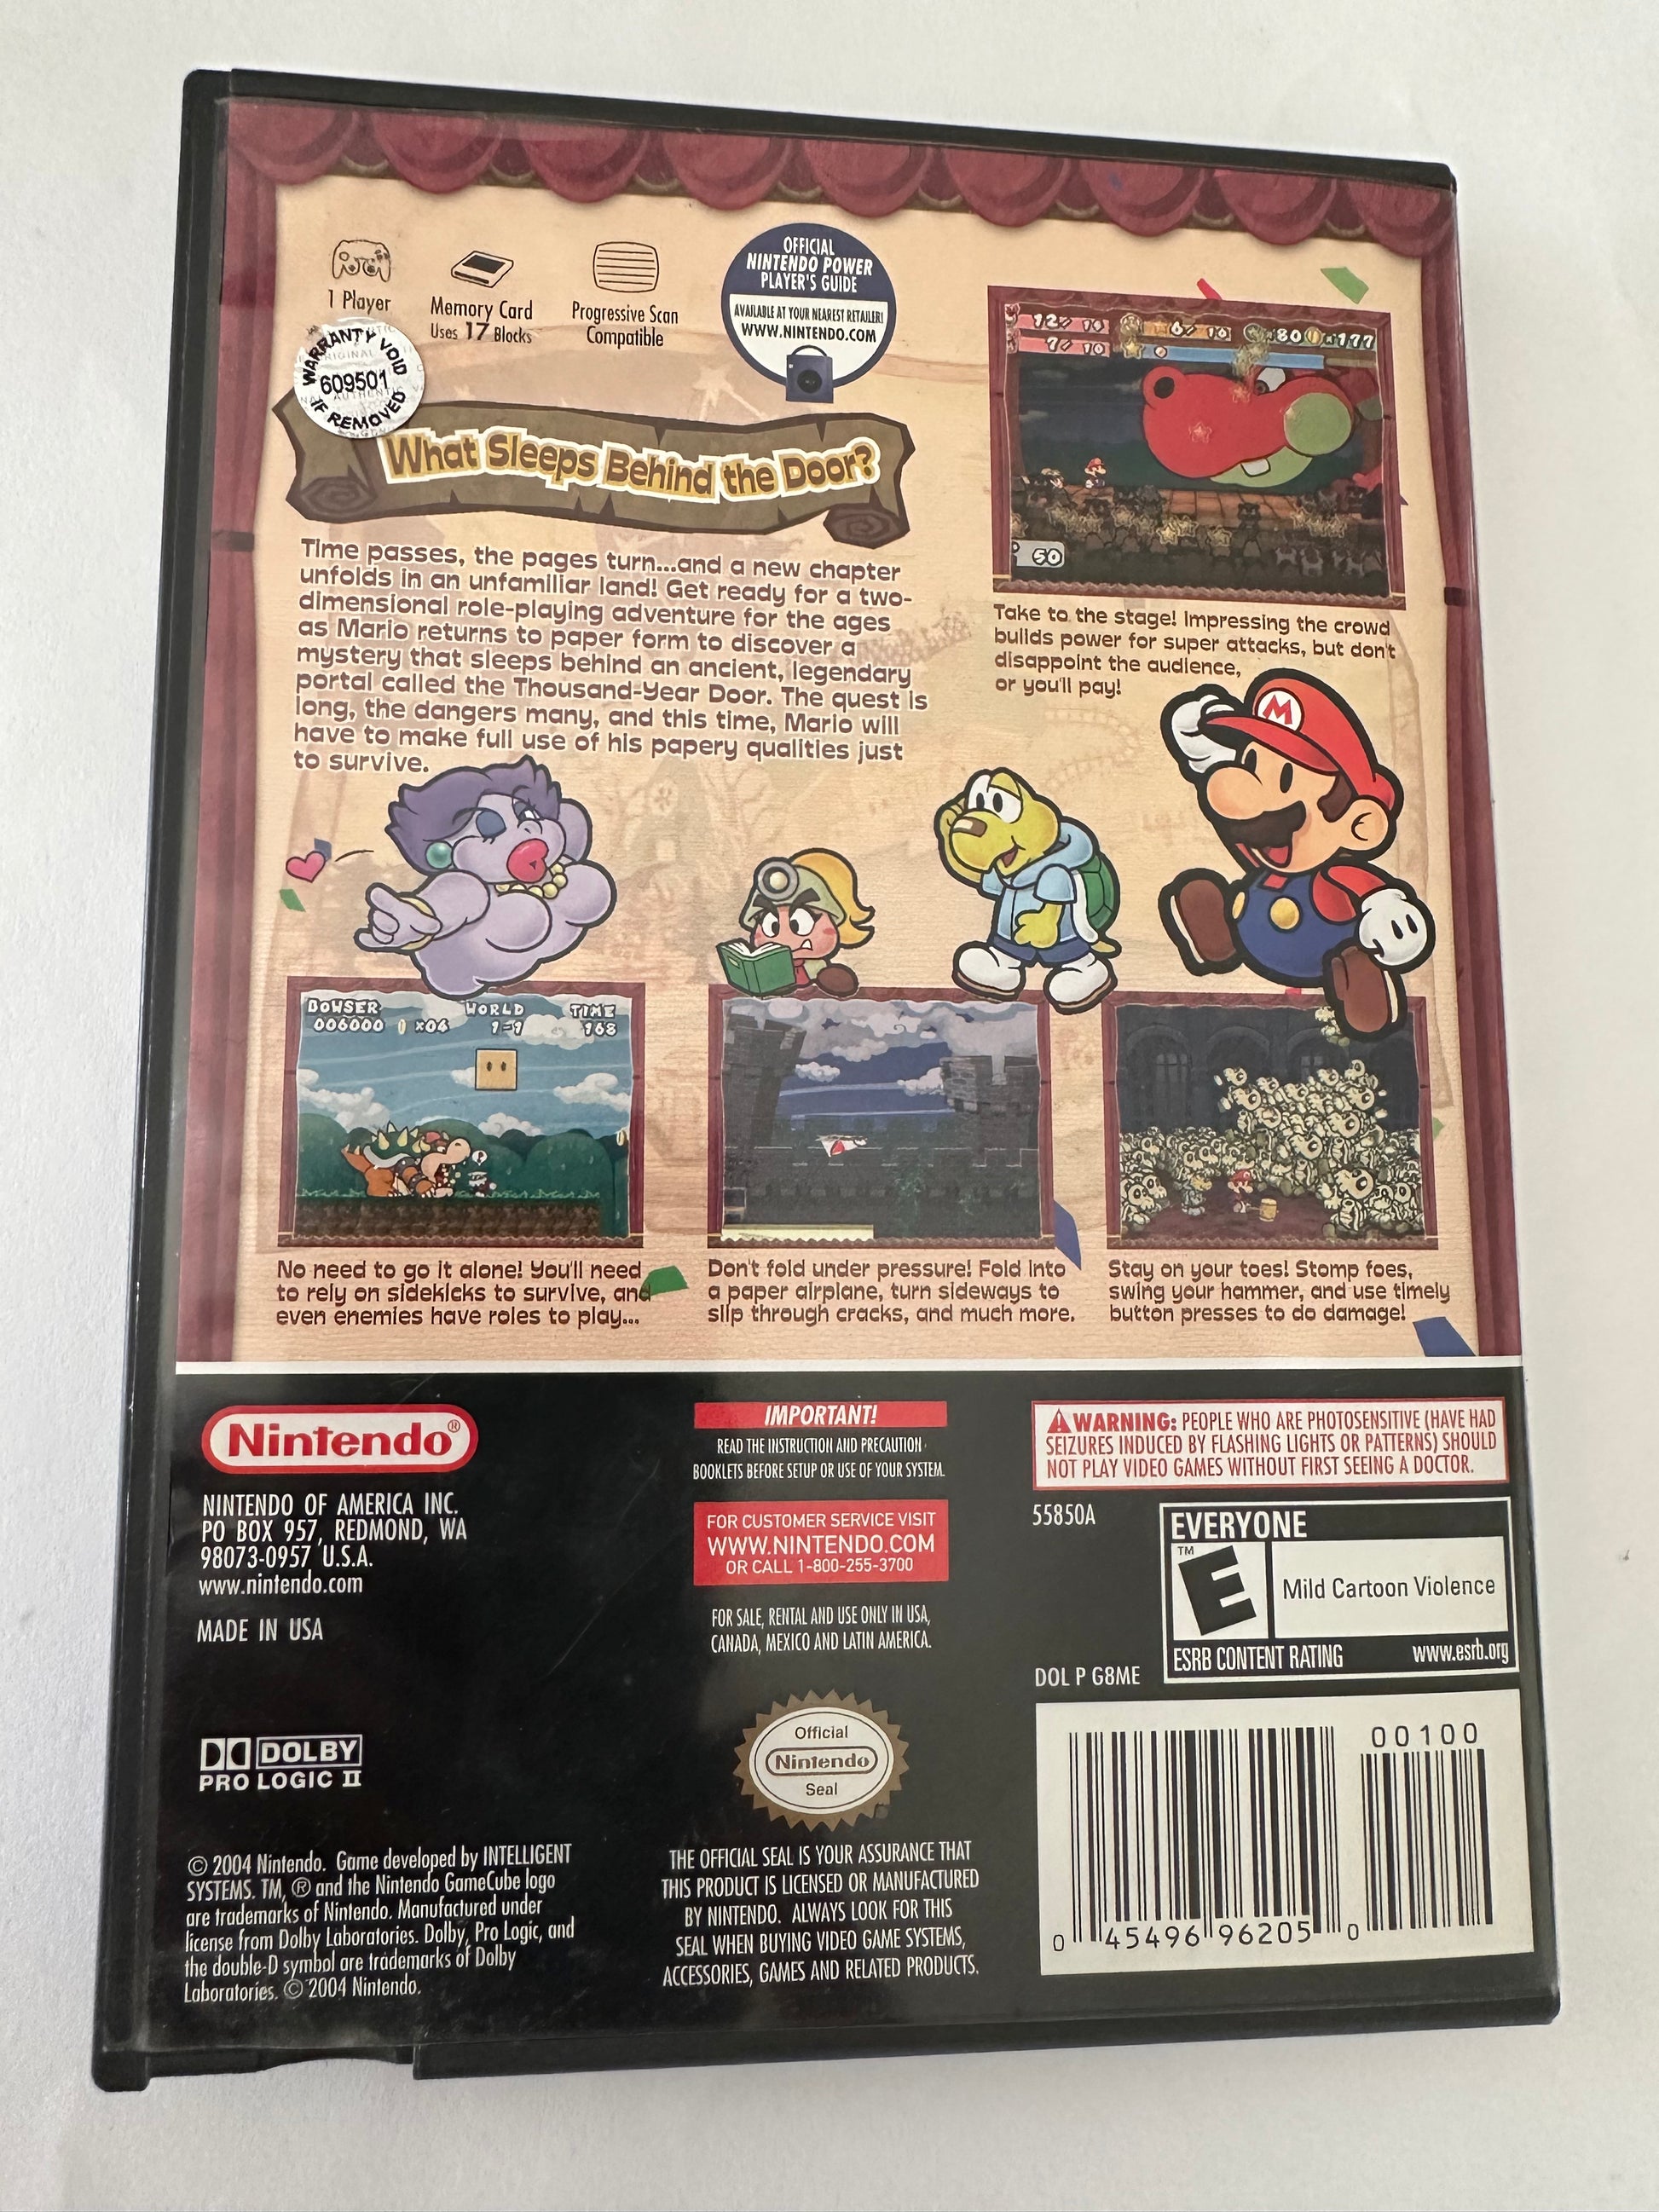 1 Player
Memory Card
Uses 17 Blocks
Progressive Scan
Compatible
OFFICIAL
NINTENDO POWER
PLAYER'S GUIDE
AVAILABLE AT YOUR NEAREST RETAILER!
WWW.NINTENDO.COM
WARRANTY VOID
609501
IF REMOVED
What Sleeps Behind the Door?
Time passes, the pages turn...and a new chapter
unfolds in an unfamiliar land! Get ready for a two-
dimensional role-playing adventure for the ages
as Mario returns to paper form to discover a
mystery that sleeps behind an ancient, legendary
portal called the Thousand-Year Door. The quest is
long, the dangers many, and this time, Mario will
have to make full use of his papery qualities just
to survive.
12/10
6/10
80
×177
7/10
50
Take to the stage! Impressing the crowd
builds power for super attacks, but don't
disappoint the audience,
or you'll pay!
M
BOWSER WORLD TIME
006000 ×04 1-1 168
No need to go it alone! You'll need
to rely on sidekicks to survive, and
even enemies have roles to play...
Don't fold under pressure! Fold into
a paper airplane, turn sideways to
slip through cracks, and much more.
Stay on your toes! Stomp foes,
swing your hammer, and use timely
button presses to do damage!
Nintendo®
NINTENDO OF AMERICA INC.
PO BOX 957, REDMOND, WA
98073-0957 U.S.A.
www.nintendo.com
MADE IN USA
DOLBY
PRO LOGIC II
© 2004 Nintendo. Game developed by INTELLIGENT
SYSTEMS. TM, ® and the Nintendo GameCube logo
are trademarks of Nintendo. Manufactured under
license from Dolby Laboratories. Dolby, Pro Logic, and
the double-D symbol are trademarks of Dolby
Laboratories. © 2004 Nintendo.
IMPORTANT!
READ THE INSTRUCTION AND PRECAUTION
BOOKLETS BEFORE SETUP OR USE OF YOUR SYSTEM.
FOR CUSTOMER SERVICE VISIT
WWW.NINTENDO.COM
OR CALL 1-800-255-3700
FOR SALE, RENTAL AND USE ONLY IN USA,
CANADA, MEXICO AND LATIN AMERICA.
Official
Nintendo
Seal
THE OFFICIAL SEAL IS YOUR ASSURANCE THAT
THIS PRODUCT IS LICENSED OR MANUFACTURED
BY NINTENDO. ALWAYS LOOK FOR THIS
SEAL WHEN BUYING VIDEO GAME SYSTEMS,
ACCESSORIES, GAMES AND RELATED PRODUCTS.
WARNING: PEOPLE WHO ARE PHOTOSENSITIVE (HAVE HAD
SEIZURES INDUCED BY FLASHING LIGHTS OR PATTERNS) SHOULD
NOT PLAY VIDEO GAMES WITHOUT FIRST SEEING A DOCTOR.
55850A
EVERYONE
TM
E
Mild Cartoon Violence
ESRB CONTENT RATING www.esrb.org
DOL P G8ME
00100
0 45496 96205 0